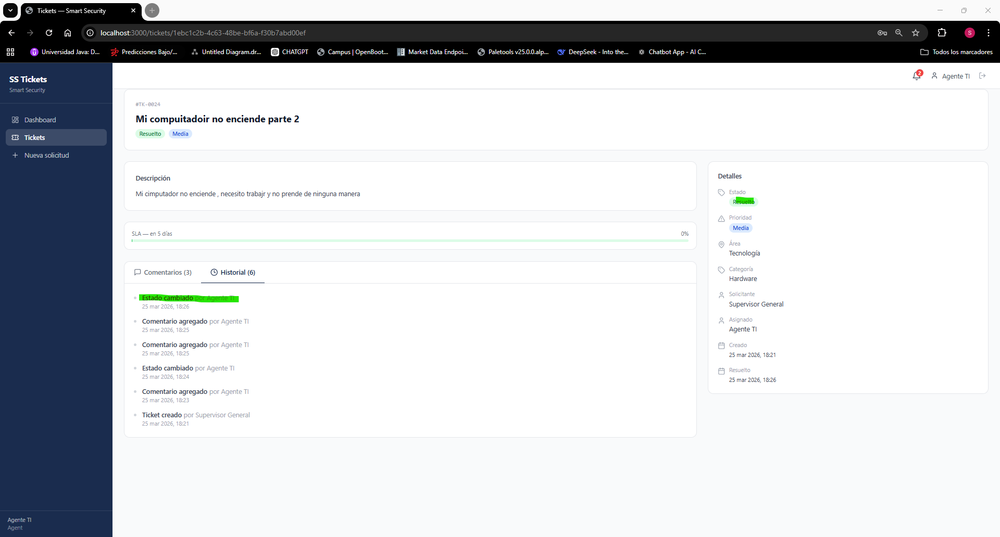 Tickets — Smart Security
localhost:3000/tickets/1ebc1c2b-4c63-48be-bf6a-f30b7abd00ef
S
Universidad Java: D...
Predicciones Bajo/...
Untitled Diagram.dr...
CHATGPT
Campus | OpenBoot...
Market Data Endpoi...
Paletools v25.0.0.alp...
DeepSeek - Into the...
Chatbot App - AI C...
Todos los marcadores
SS Tickets
Smart Security
2
Agente TI
Dashboard
Tickets
Nueva solicitud
#TK-0024
Mi compuitadoir no enciende parte 2
Resuelto Media
Descripción
Mi cimputador no enciende , necesito trabajr y no prende de ninguna manera
SLA — en 5 días 0%
Comentarios (3) Historial (6)
Estado cambiado por Agente TI
25 mar 2026, 18:26
Comentario agregado por Agente TI
25 mar 2026, 18:25
Comentario agregado por Agente TI
25 mar 2026, 18:25
Estado cambiado por Agente TI
25 mar 2026, 18:24
Comentario agregado por Agente TI
25 mar 2026, 18:23
Ticket creado por Supervisor General
25 mar 2026, 18:21
Detalles
Estado
Resuelto
Prioridad
Media
Área
Tecnología
Categoría
Hardware
Solicitante
Supervisor General
Asignado
Agente TI
Creado
25 mar 2026, 18:21
Resuelto
25 mar 2026, 18:26
Agente TI
Agent